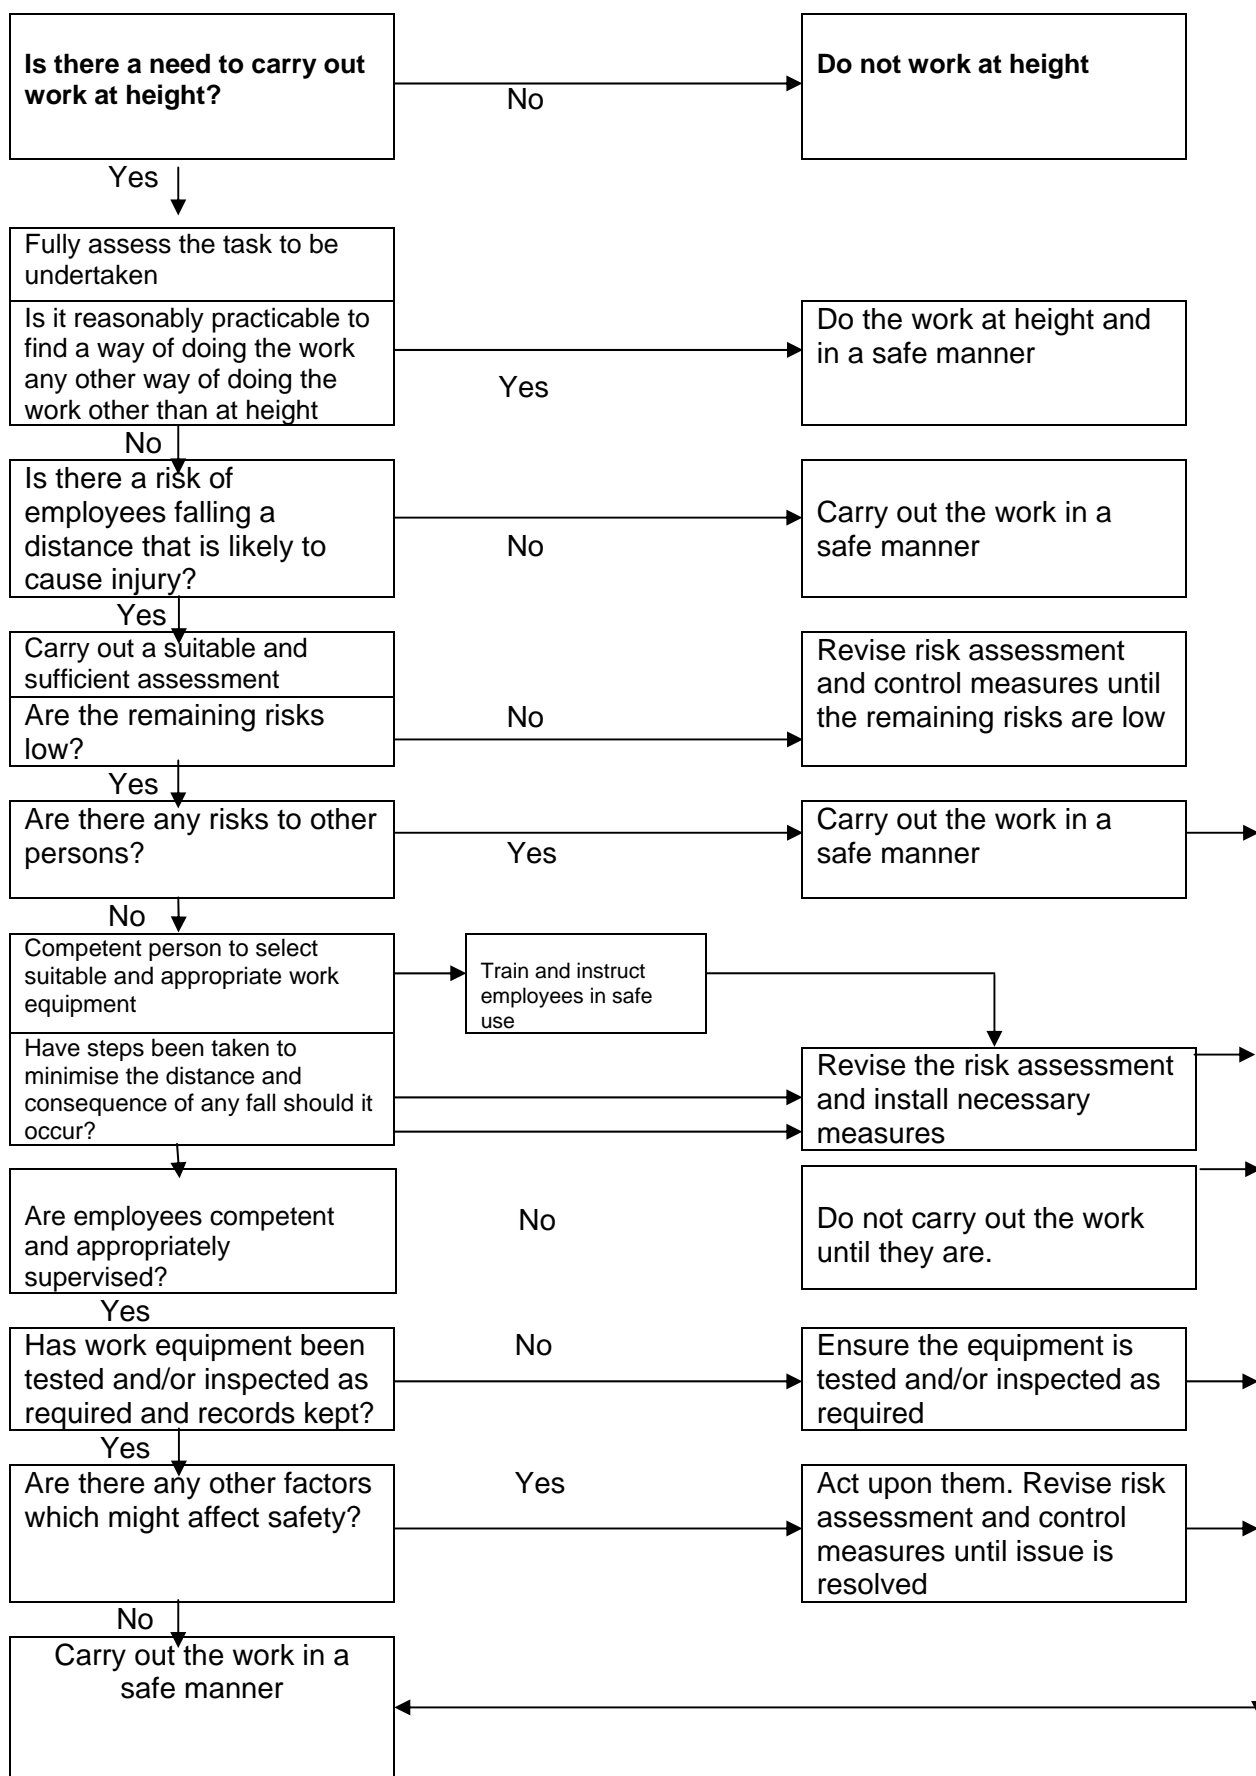 Is there a need to carry out
work at height?
No
Do not work at height
Yes
Fully assess the task to be
undertaken
Is it reasonably practicable to
find a way of doing the work
any other way of doing the
work other than at height
Yes
Do the work at height and
in a safe manner
No
Is there a risk of
employees falling a
distance that is likely to
cause injury?
No
Carry out the work in a
safe manner
Yes
Carry out a suitable and
sufficient assessment
Are the remaining risks
low?
No
Revise risk assessment
and control measures until
the remaining risks are low
Yes
Are there any risks to other
persons?
Yes
Carry out the work in a
safe manner
No
Competent person to select
suitable and appropriate work
equipment
Train and instruct
employees in safe
use
Have steps been taken to
minimise the distance and
consequence of any fall should it
occur?
Revise the risk assessment
and install necessary
measures
Are employees competent
and appropriately
supervised?
No
Do not carry out the work
until they are.
Yes
Has work equipment been
tested and/or inspected as
required and records kept?
No
Ensure the equipment is
tested and/or inspected as
required
Yes
Are there any other factors
which might affect safety?
Yes
Act upon them. Revise risk
assessment and control
measures until issue is
resolved
No
Carry out the work in a
safe manner